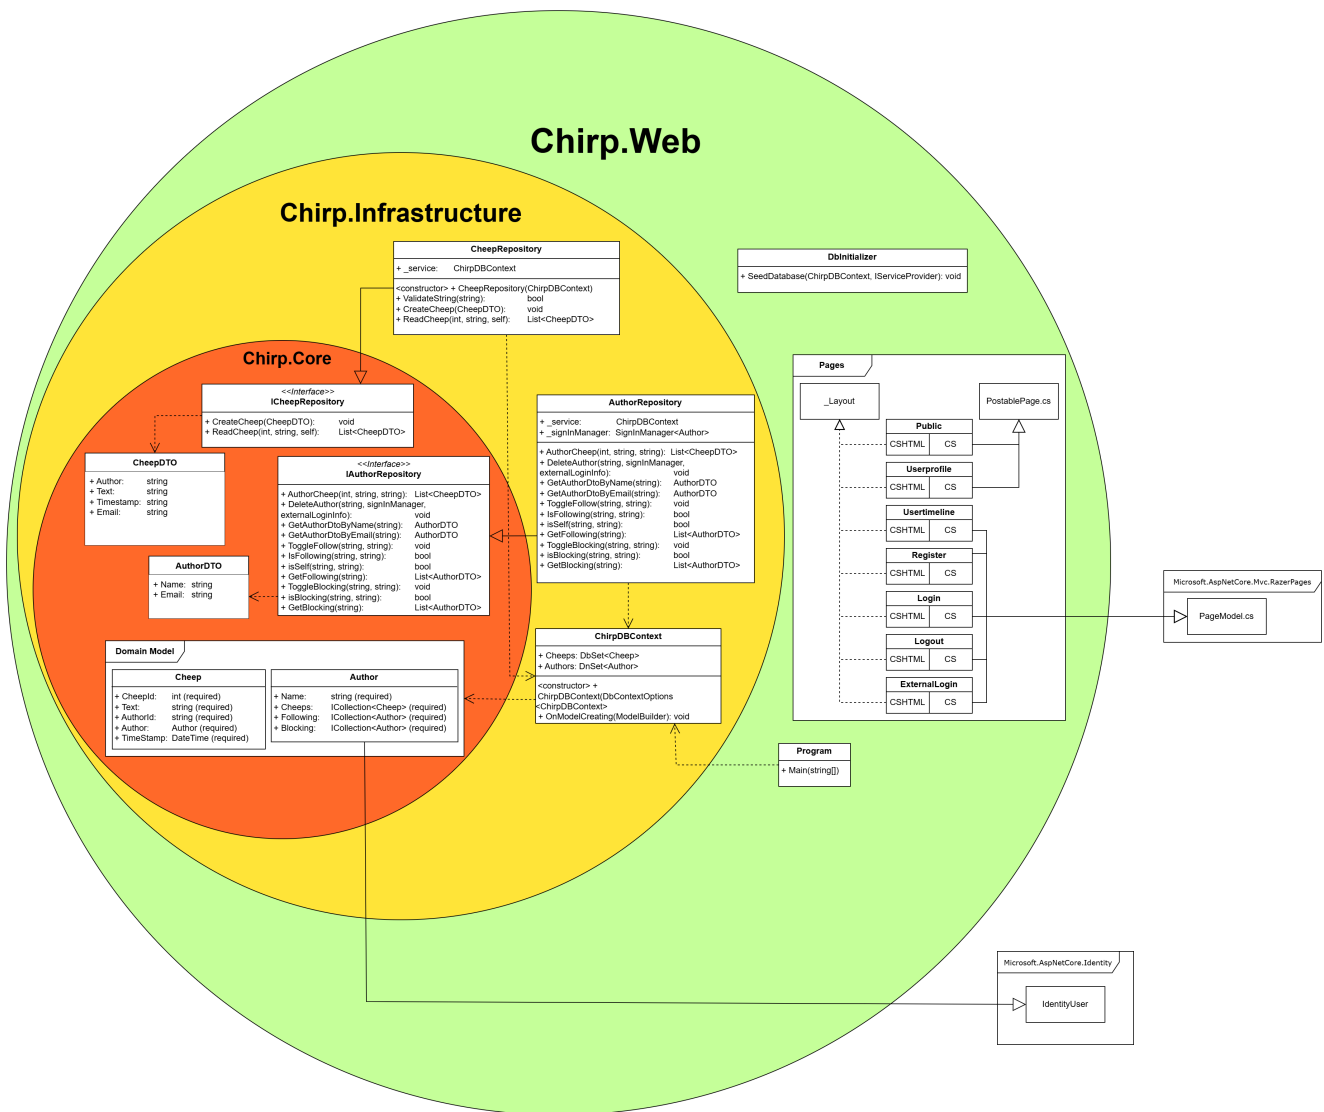 Chirp.Web
Chirp.Infrastructure
CheepRepository
+ _service: ChirpDBContext
<constructor> + CheepRepository(ChirpDBContext)
+ ValidateString(string): bool
+ CreateCheep(CheepDTO): void
+ ReadCheep(int, string, self): List<CheepDTO>
DbInitializer
+ SeedDatabase(ChirpDBContext, IServiceProvider): void
Chirp.Core
<<Interface>>
ICheepRepository
+ CreateCheep(CheepDTO): void
+ ReadCheep(int, string, self): List<CheepDTO>
CheepDTO
+ Author: string
+ Text: string
+ Timestamp: string
+ Email: string
<<Interface>>
IAuthorRepository
+ AuthorCheep(int, string, string): List<CheepDTO>
+ DeleteAuthor(string, signInManager,
externalLoginInfo): void
+ GetAuthorDtoByName(string): AuthorDTO
+ GetAuthorDtoByEmail(string): AuthorDTO
+ ToggleFollow(string, string): void
+ IsFollowing(string, string): bool
+ isSelf(string, string): bool
+ GetFollowing(string): List<AuthorDTO>
+ ToggleBlocking(string, string): void
+ isBlocking(string, string): bool
+ GetBlocking(string): List<AuthorDTO>
AuthorDTO
+ Name: string
+ Email: string
AuthorRepository
+ _service: ChirpDBContext
+ _signInManager: SignInManager<Author>
+ AuthorCheep(int, string, string): List<CheepDTO>
+ DeleteAuthor(string, signInManager,
externalLoginInfo): void
+ GetAuthorDtoByName(string): AuthorDTO
+ GetAuthorDtoByEmail(string): AuthorDTO
+ ToggleFollow(string, string): void
+ IsFollowing(string, string): bool
+ isSelf(string, string): bool
+ GetFollowing(string): List<AuthorDTO>
+ ToggleBlocking(string, string): void
+ isBlocking(string, string): bool
+ GetBlocking(string): List<AuthorDTO>
ChirpDBContext
+ Cheeps: DbSet<Cheep>
+ Authors: DnSet<Author>
<constructor> +
ChirpDBContext(DbContextOptions
<ChirpDBContext>
+ OnModelCreating(ModelBuilder): void
Domain Model
Cheep
+ CheepId: int (required)
+ Text: string (required)
+ AuthorId: string (required)
+ Author: Author (required)
+ TimeStamp: DateTime (required)
Author
+ Name: string (required)
+ Cheeps: ICollection<Cheep> (required)
+ Following: ICollection<Author> (required)
+ Blocking: ICollection<Author> (required)
Pages
_Layout
PostablePage.cs
Public
CSHTML CS
Userprofile
CSHTML CS
Usertimeline
CSHTML CS
Register
CSHTML CS
Login
CSHTML CS
Logout
CSHTML CS
ExternalLogin
CSHTML CS
Program
+ Main(string[])
Microsoft.AspNetCore.Mvc.RazerPages
PageModel.cs
Microsoft.AspNetCore.Identity
IdentityUser